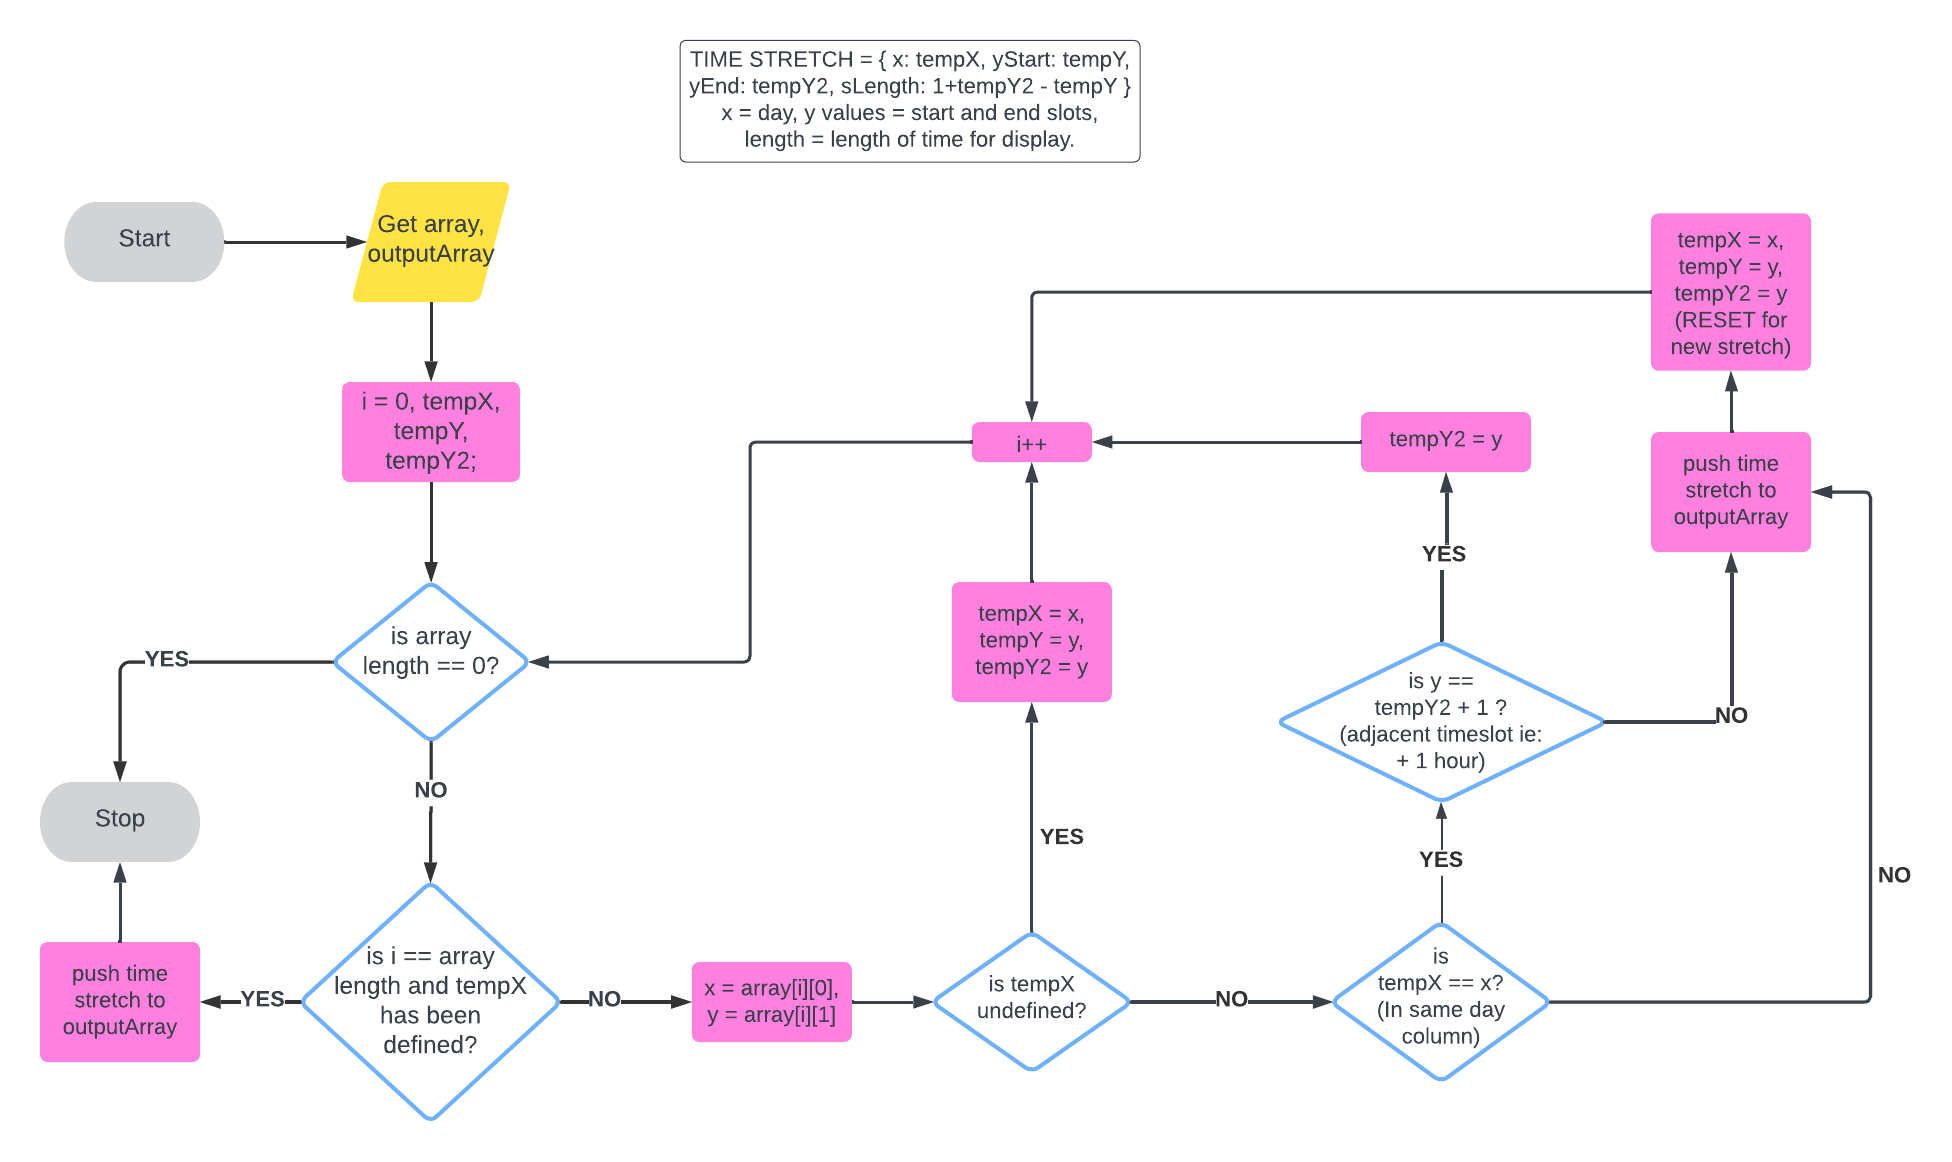 TIME STRETCH = { x: tempX, yStart: tempY,
yEnd: tempY2, sLength: 1+tempY2 - tempY }
x = day, y values = start and end slots,
length = length of time for display.
Start
Get array,
outputArray
i = 0, tempX,
tempY,
tempY2;
is array
length == 0?
YES
Stop
NO
is i == array
length and tempX
has been
defined?
YES
push time
stretch to
outputArray
NO
x = array[i][0],
y = array[i][1]
is tempX
undefined?
YES
tempX = x,
tempY = y,
tempY2 = y
i++
NO
is
tempX == x?
(In same day
column)
YES
is y ==
tempY2 + 1 ?
(adjacent timeslot ie:
+ 1 hour)
YES
tempY2 = y
NO
NO
push time
stretch to
outputArray
tempX = x,
tempY = y,
tempY2 = y
(RESET for
new stretch)